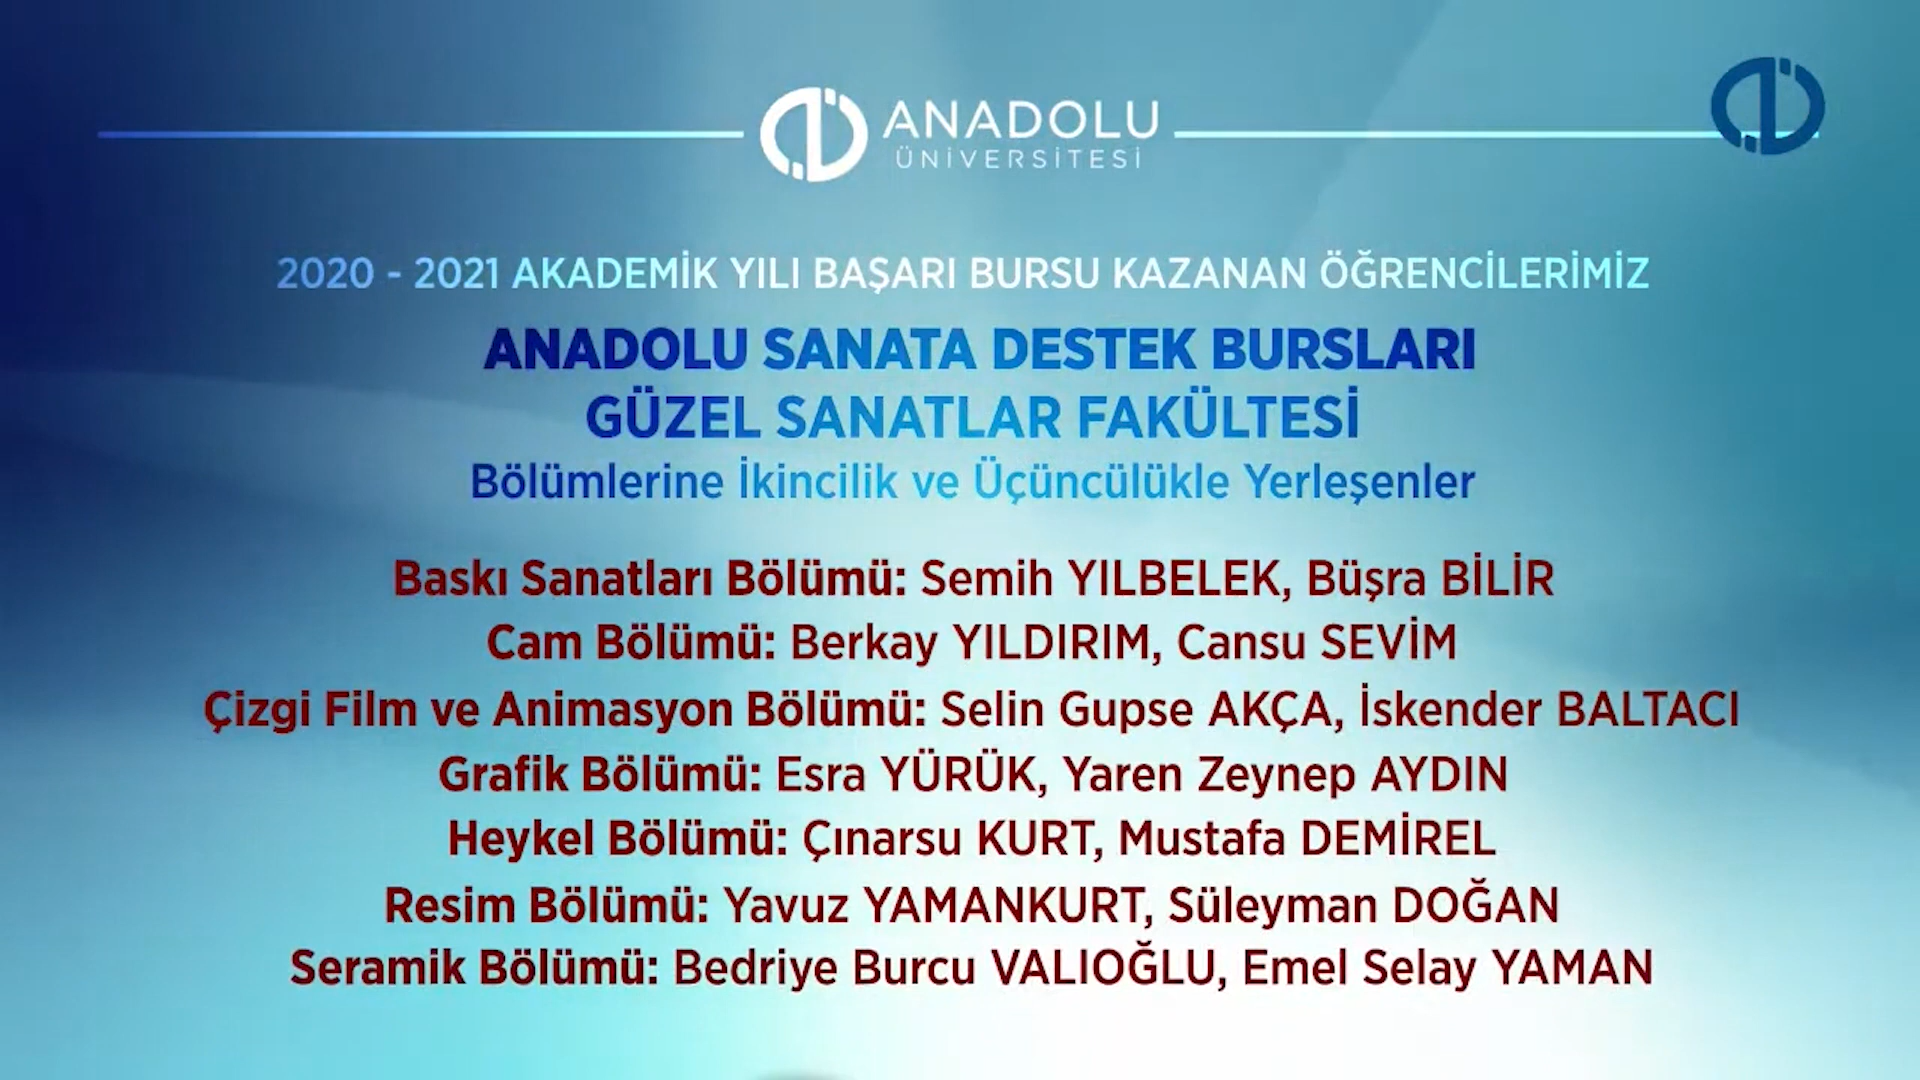 ANADOLU
ÜNİVERSİTESİ
2020 - 2021 AKADEMİK YILI BAŞARI BURSU KAZANAN ÖĞRENCİLERİMİZ
ANADOLU SANATA DESTEK BURSLARI
GÜZEL SANATLAR FAKÜLTESİ
Bölümlerine İkincilik ve Üçüncülükle Yerleşenler
Baskı Sanatları Bölümü: Semih YILBELEK, Büşra BİLİR
Cam Bölümü: Berkay YILDIRIM, Cansu SEVİM
Çizgi Film ve Animasyon Bölümü: Selin Gupse AKÇA, İskender BALTACI
Grafik Bölümü: Esra YÜRÜK, Yaren Zeynep AYDIN
Heykel Bölümü: Çınarsu KURT, Mustafa DEMİREL
Resim Bölümü: Yavuz YAMANKURT, Süleyman DOĞAN
Seramik Bölümü: Bedriye Burcu VALIOĞLU, Emel Selay YAMAN